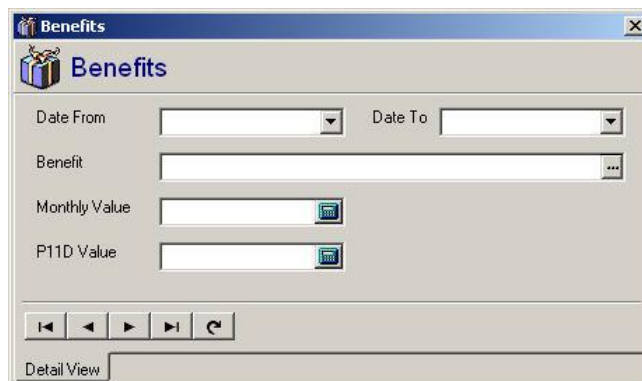 Benefits
Benefits
Date From
Date To
Benefit
...
Monthly Value
P11D Value
Detail View